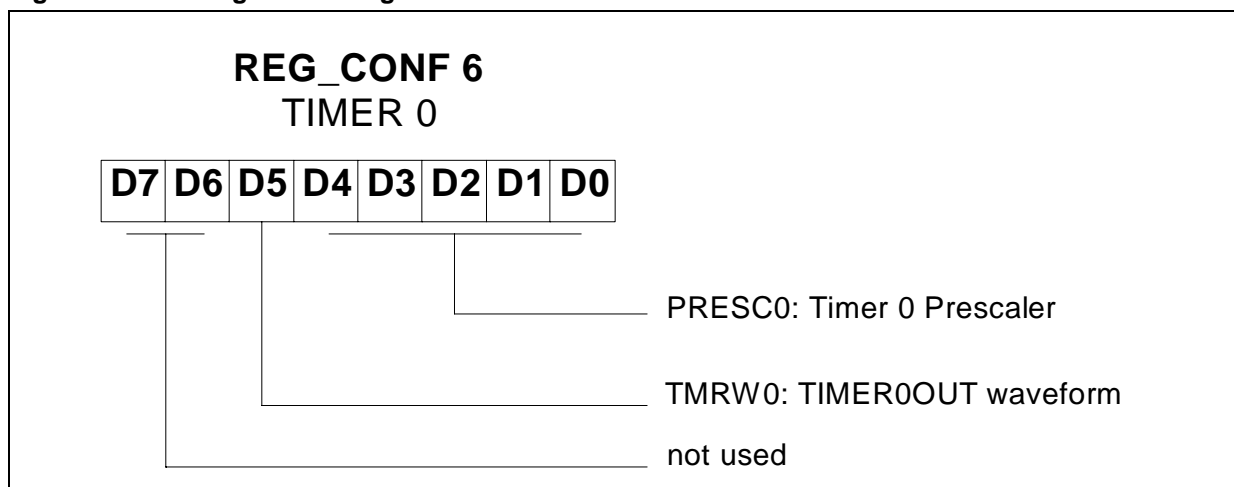 REG_CONF 6
TIMER 0
D7 D6 D5 D4 D3 D2 D1 D0
PRESC0: Timer 0 Prescaler
TMRW0: TIMER0OUT waveform
not used